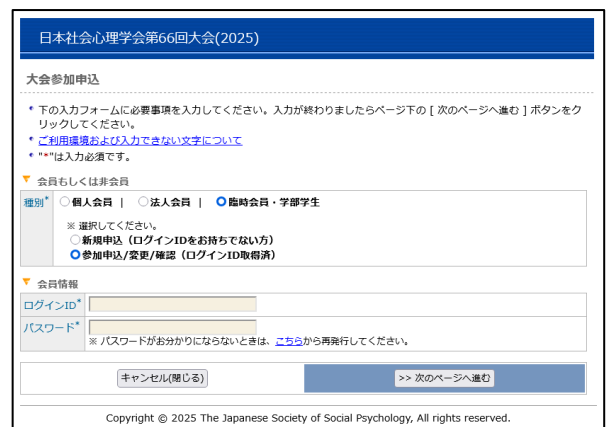 日本社会心理学会第66回大会(2025)
大会参加申込
下の入力フォームに必要事項を入力してください。入力が終わりましたらページ下の [ 次のページへ進む ] ボタンをク
リックしてください。
ご利用環境および入力できない文字について
"*"は入力必須です。
会員もしくは非会員
種別* 個人会員 | 法人会員 | 臨時会員・学部学生
※ 選択してください。
新規申込（ログインIDをお持ちでない方）
参加申込/変更/確認（ログインID取得済）
会員情報
ログインID*
パスワード*
※ パスワードがお分かりにならないときは、こちらから再発行してください。
キャンセル(閉じる) >> 次のページへ進む
Copyright © 2025 The Japanese Society of Social Psychology, All rights reserved.